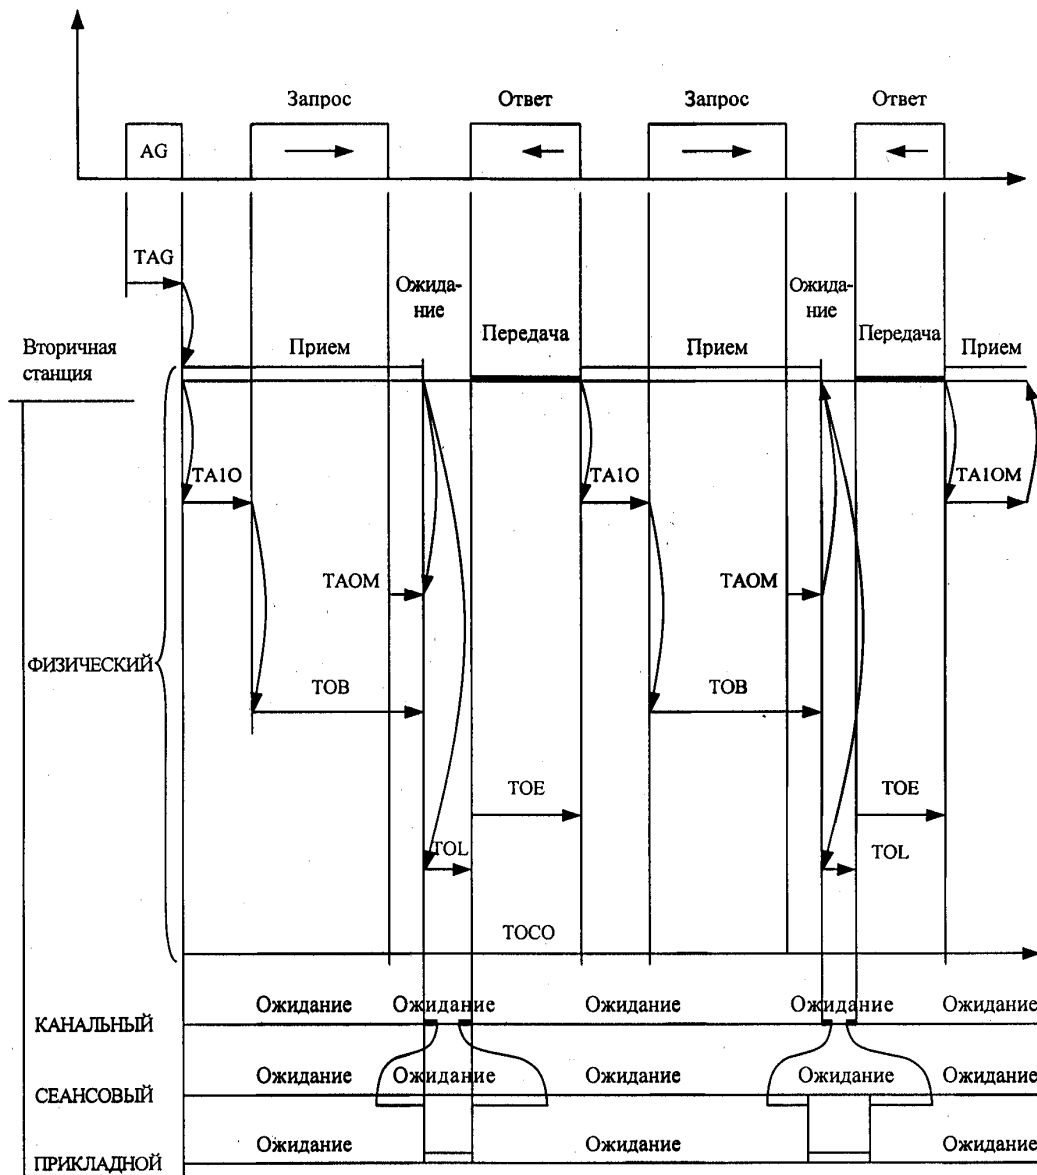 Запрос Ответ Запрос Ответ
AG
TAG
Ожида-
ние
Ожида-
ние
Вторичная
станция
Прием Передача Прием Передача Прием
TA1O TA1O TA1OM
TAOM TAOM
ФИЗИЧЕСКИЙ
TOB TOB
TOE TOE
TOL TOL
TOCO
КАНАЛЬНЫЙ Ожидание Ожидание Ожидание Ожидание Ожидание
СЕАНСОВЫЙ Ожидание Ожидание Ожидание Ожидание Ожидание
ПРИКЛАДНОЙ Ожидание Ожидание Ожидание